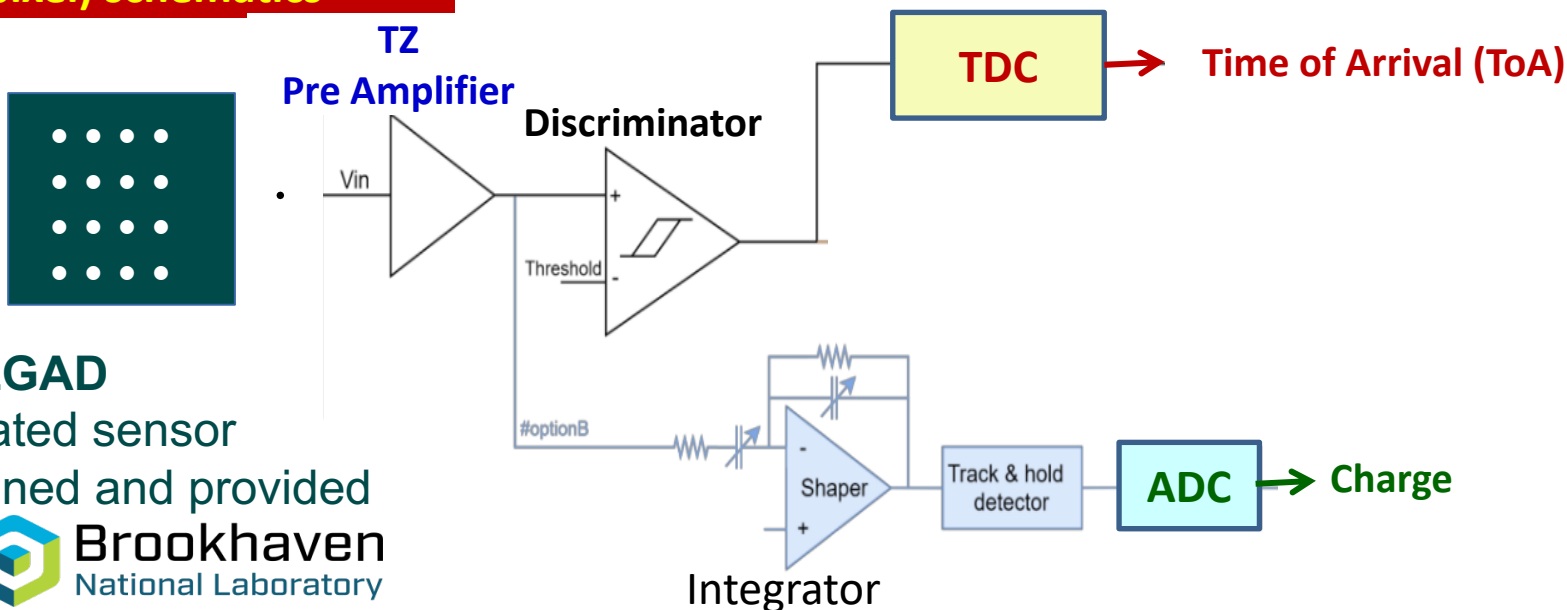 schematics
TZ
Pre Amplifier
Discriminator
TDC
Time of Arrival (ToA)
Vin
+
Threshold
-
#optionB
-
Shaper
+
Integrator
Track & hold
detector
ADC
Charge
GAD
ated sensor
ned and provided
Brookhaven
National Laboratory